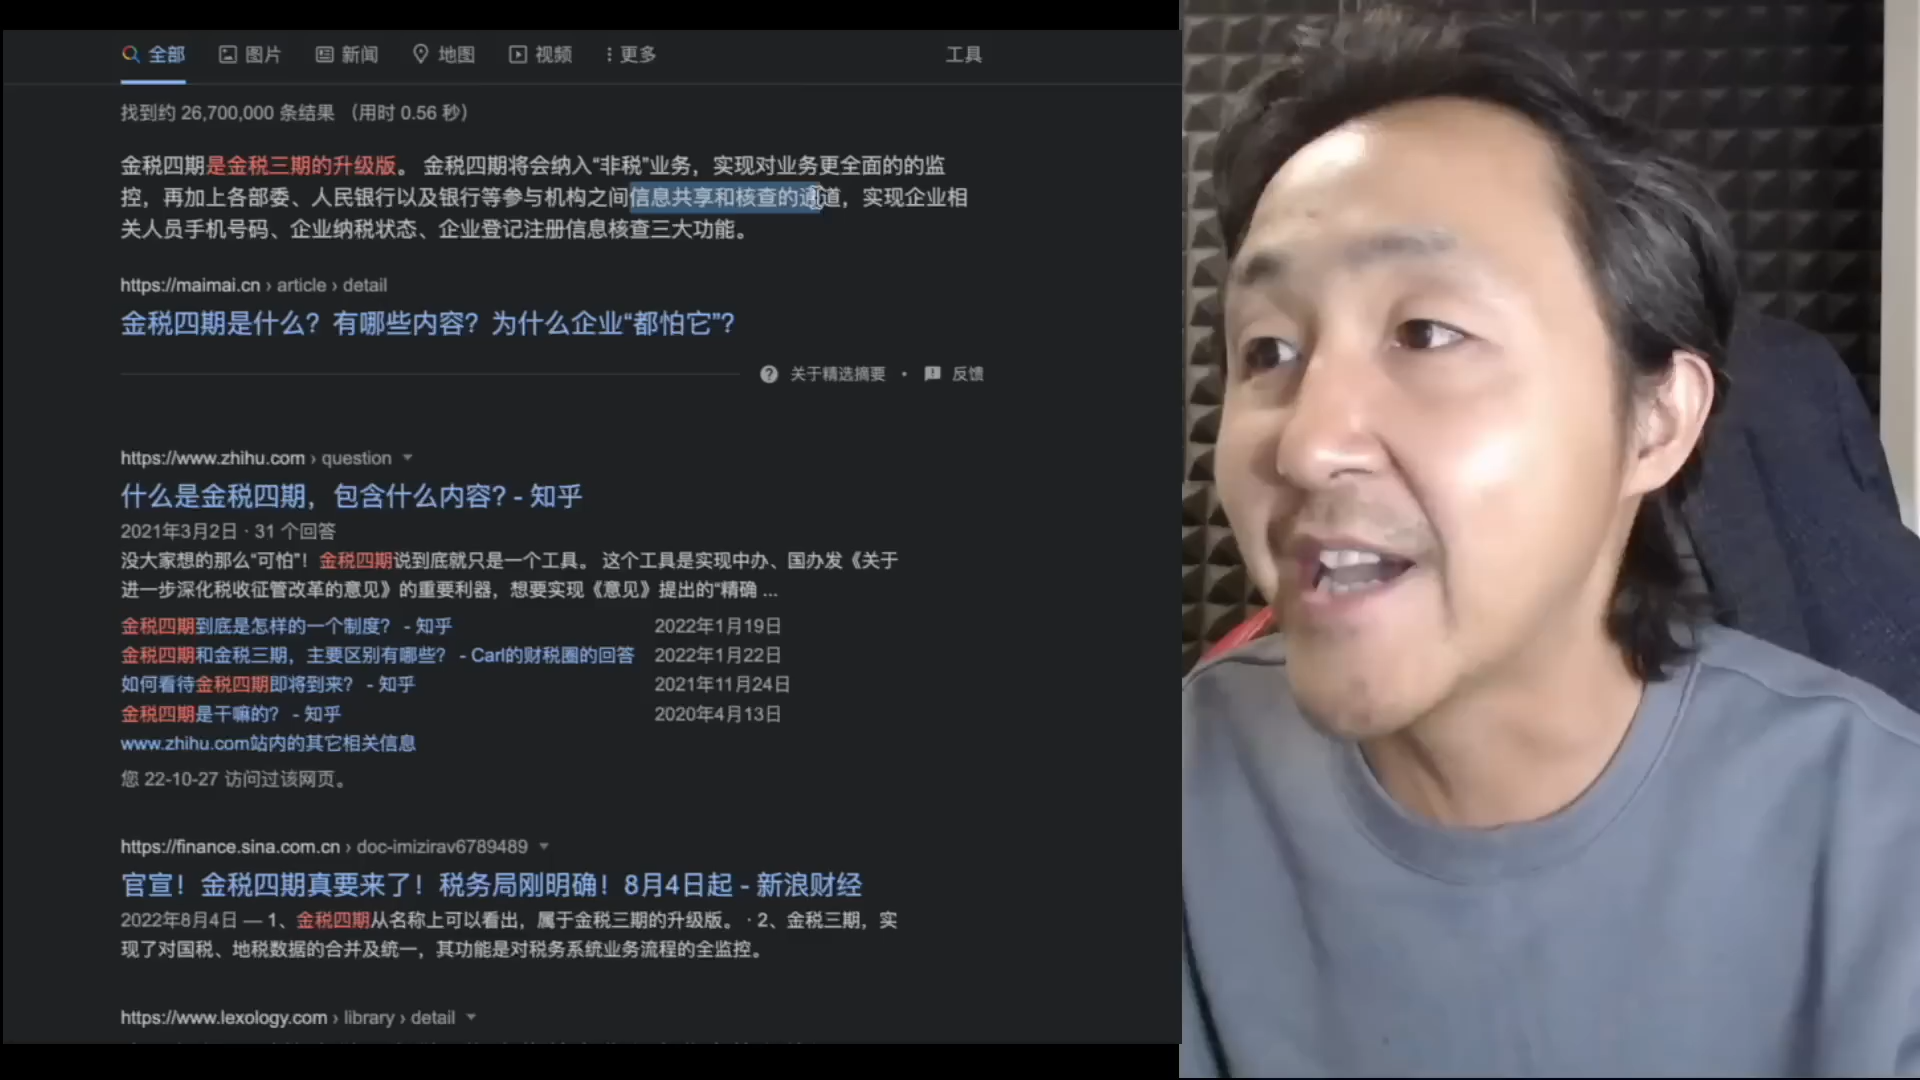 全部 图片 新闻 地图 视频 更多 工具
找到约 26,700,000 条结果 （用时 0.56 秒）
金税四期是金税三期的升级版。 金税四期将会纳入“非税”业务，实现对业务更全面的的监
控，再加上各部委、人民银行以及银行等参与机构之间信息共享和核查的通道，实现企业相
关人员手机号码、企业纳税状态、企业登记注册信息核查三大功能。
https://maimai.cn › article › detail
金税四期是什么？有哪些内容？为什么企业“都怕它”？
关于精选摘要 · 反馈
https://www.zhihu.com › question
什么是金税四期，包含什么内容? - 知乎
2021年3月2日 · 31 个回答
没大家想的那么“可怕”！金税四期说到底就只是一个工具。 这个工具是实现中办、国办发《关于
进一步深化税收征管改革的意见》的重要利器，想要实现《意见》提出的“精确 ...
金税四期到底是怎样的一个制度？ - 知乎 2022年1月19日
金税四期和金税三期，主要区别有哪些？ - Carl的财税圈的回答 2022年1月22日
如何看待金税四期即将到来？ - 知乎 2021年11月24日
金税四期是干嘛的？ - 知乎 2020年4月13日
www.zhihu.com站内的其它相关信息
您 22-10-27 访问过该网页。
https://finance.sina.com.cn › doc-imizirav6789489
官宣！金税四期真要来了！税务局刚明确！8月4日起 - 新浪财经
2022年8月4日 — 1、金税四期从名称上可以看出，属于金税三期的升级版。 · 2、金税三期，实
现了对国税、地税数据的合并及统一，其功能是对税务系统业务流程的全监控。
https://www.lexology.com › library › detail